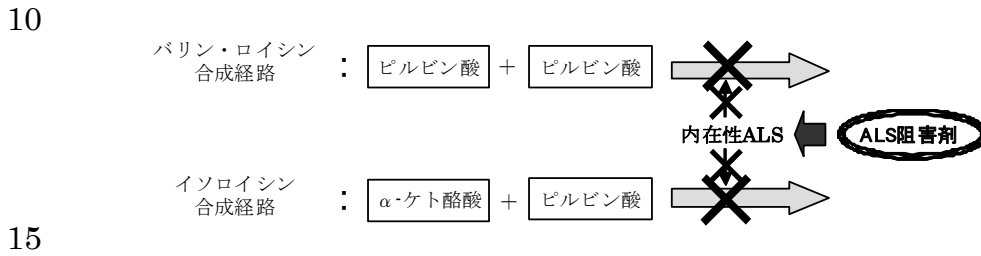 10
バリン・ロイシン
合成経路 : ピルビン酸 + ピルビン酸
内在性ALS ALS阻害剤
イソロイシン
合成経路 : α-ケト酪酸 + ピルビン酸
15